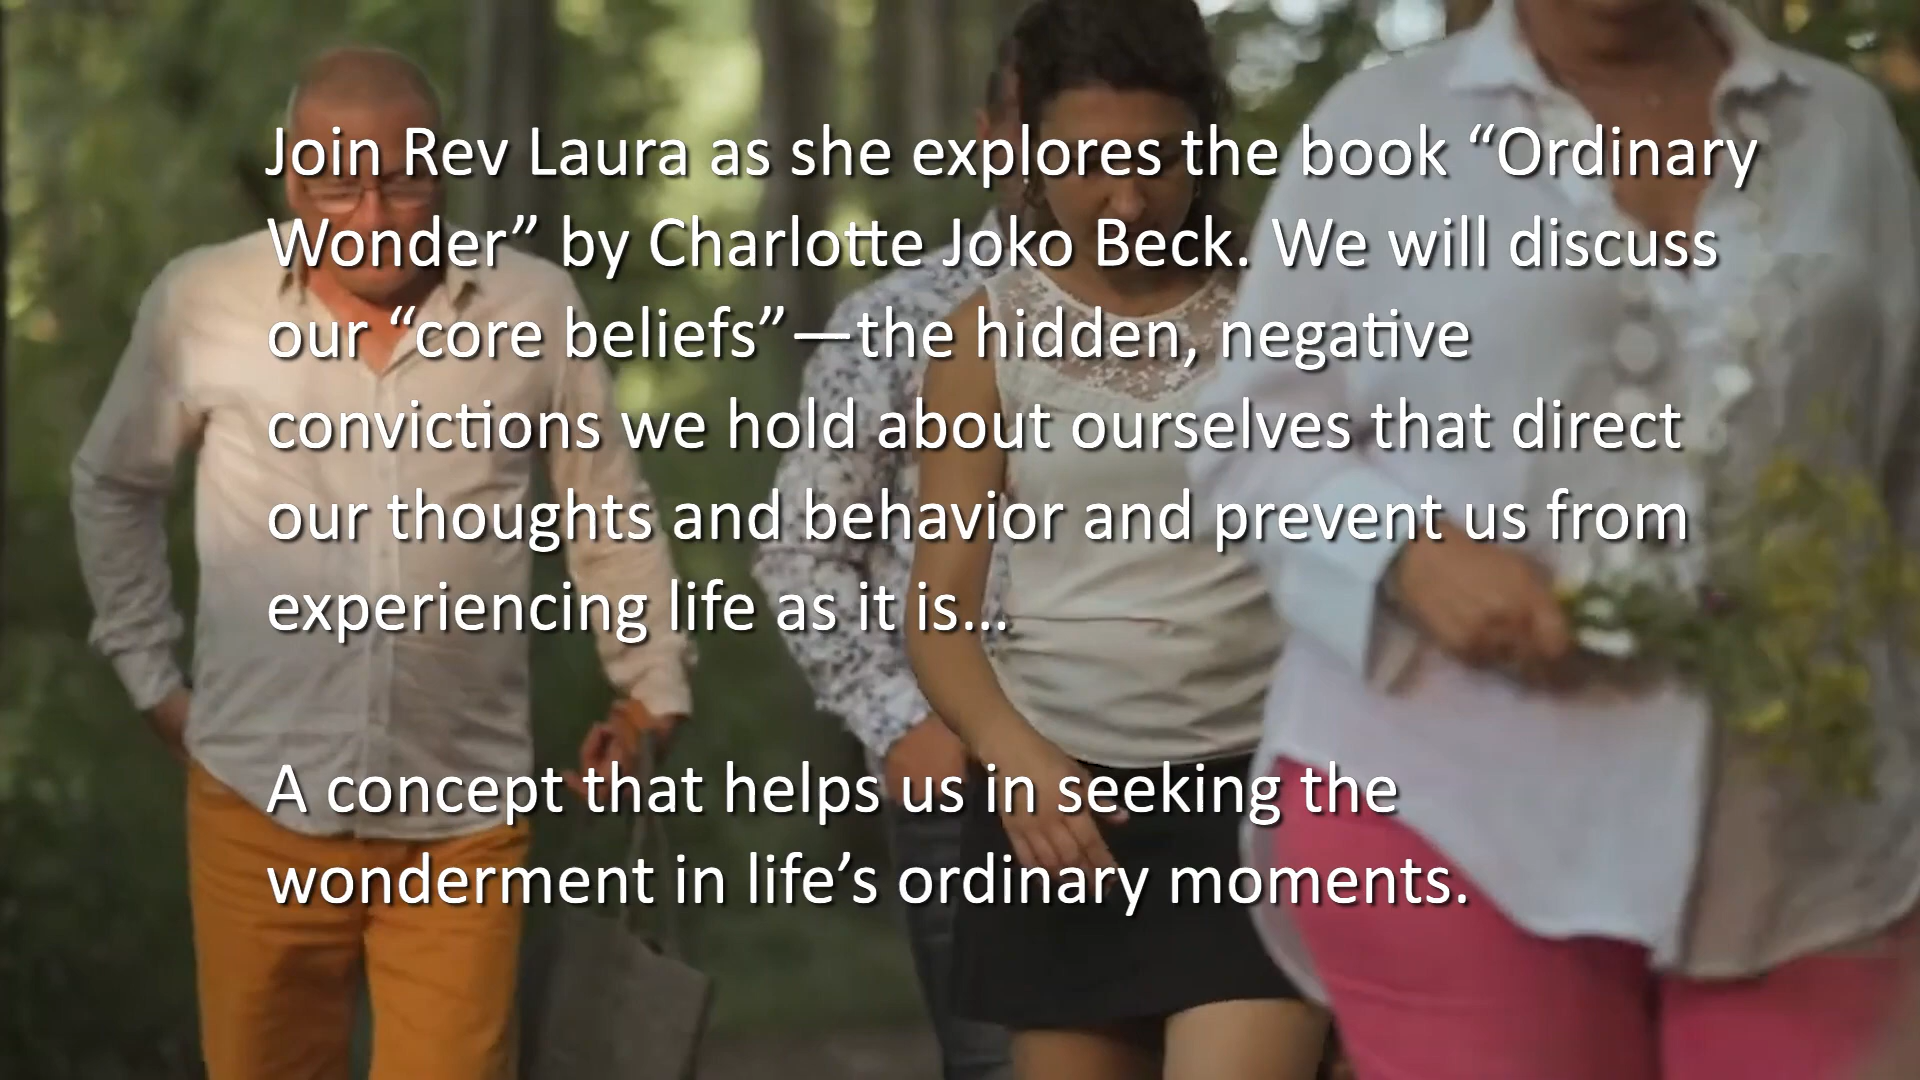 Join Rev Laura as she explores the book “Ordinary
Wonder” by Charlotte Joko Beck. We will discuss
our “core beliefs”—the hidden, negative
convictions we hold about ourselves that direct
our thoughts and behavior and prevent us from
experiencing life as it is…
A concept that helps us in seeking the
wonderment in life’s ordinary moments.